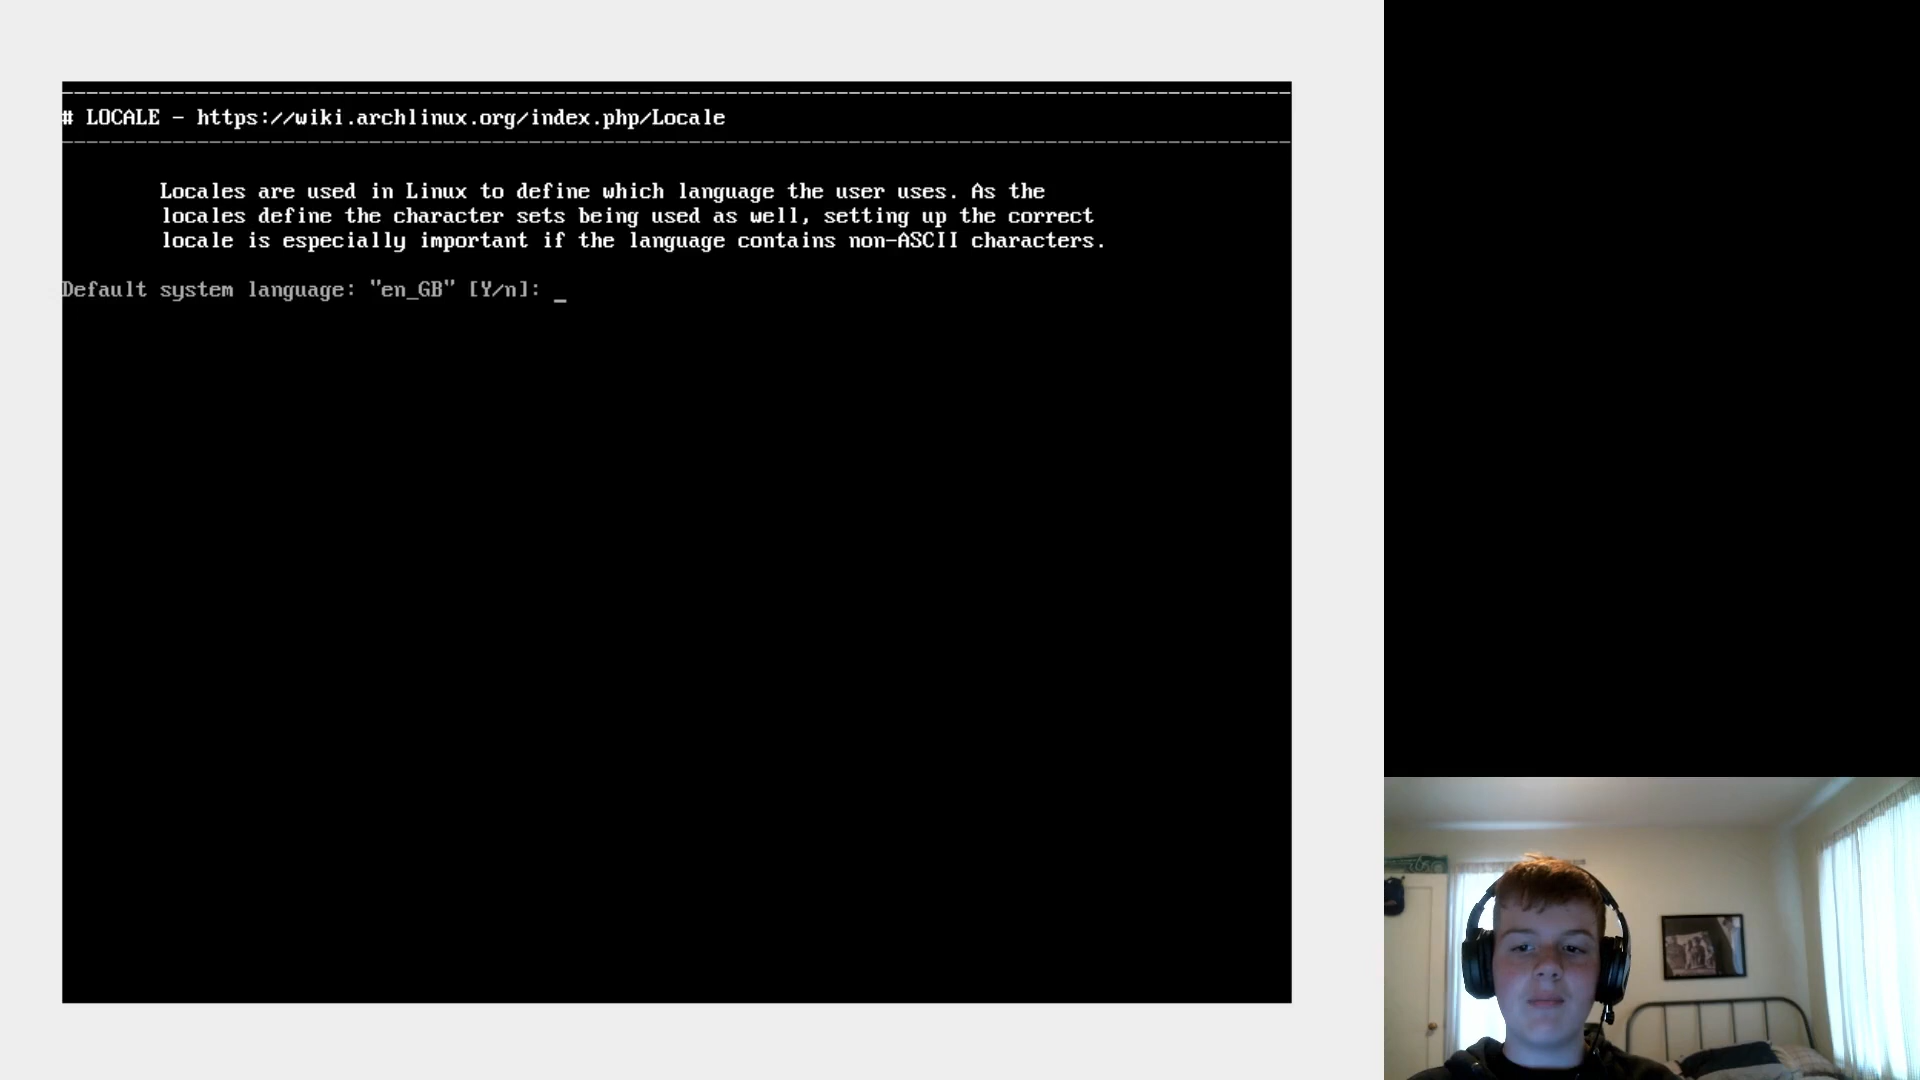 # LOCALE - https://wiki.archlinux.org/index.php/Locale
Locales are used in Linux to define which language the user uses. As the
locales define the character sets being used as well, setting up the correct
locale is especially important if the language contains non-ASCII characters.
Default system language: "en_GB" [Y/n]: _